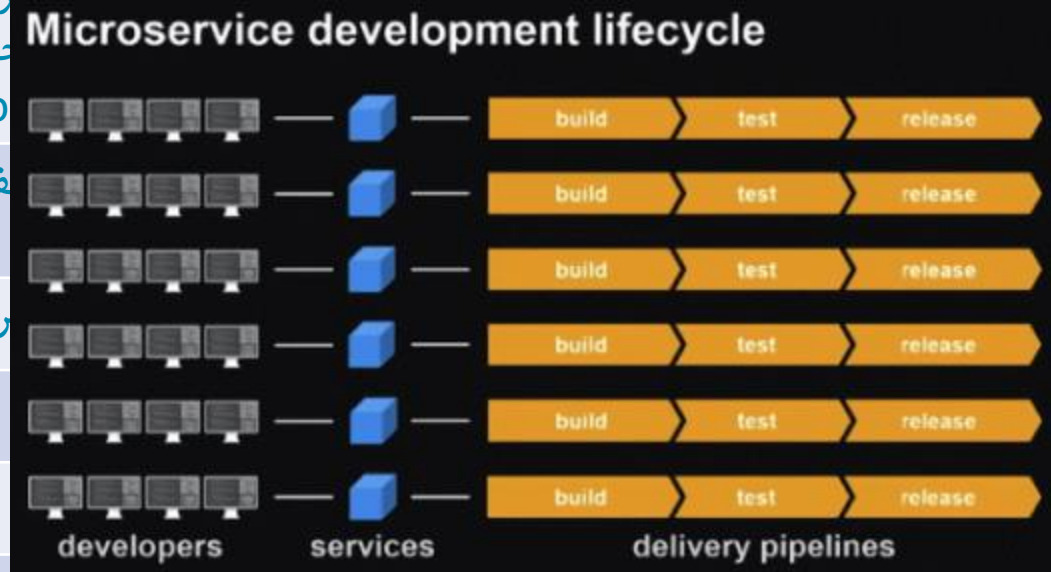 Microservice development lifecycle
build test release
build test release
build test release
build test release
build test release
build test release
developers services delivery pipelines